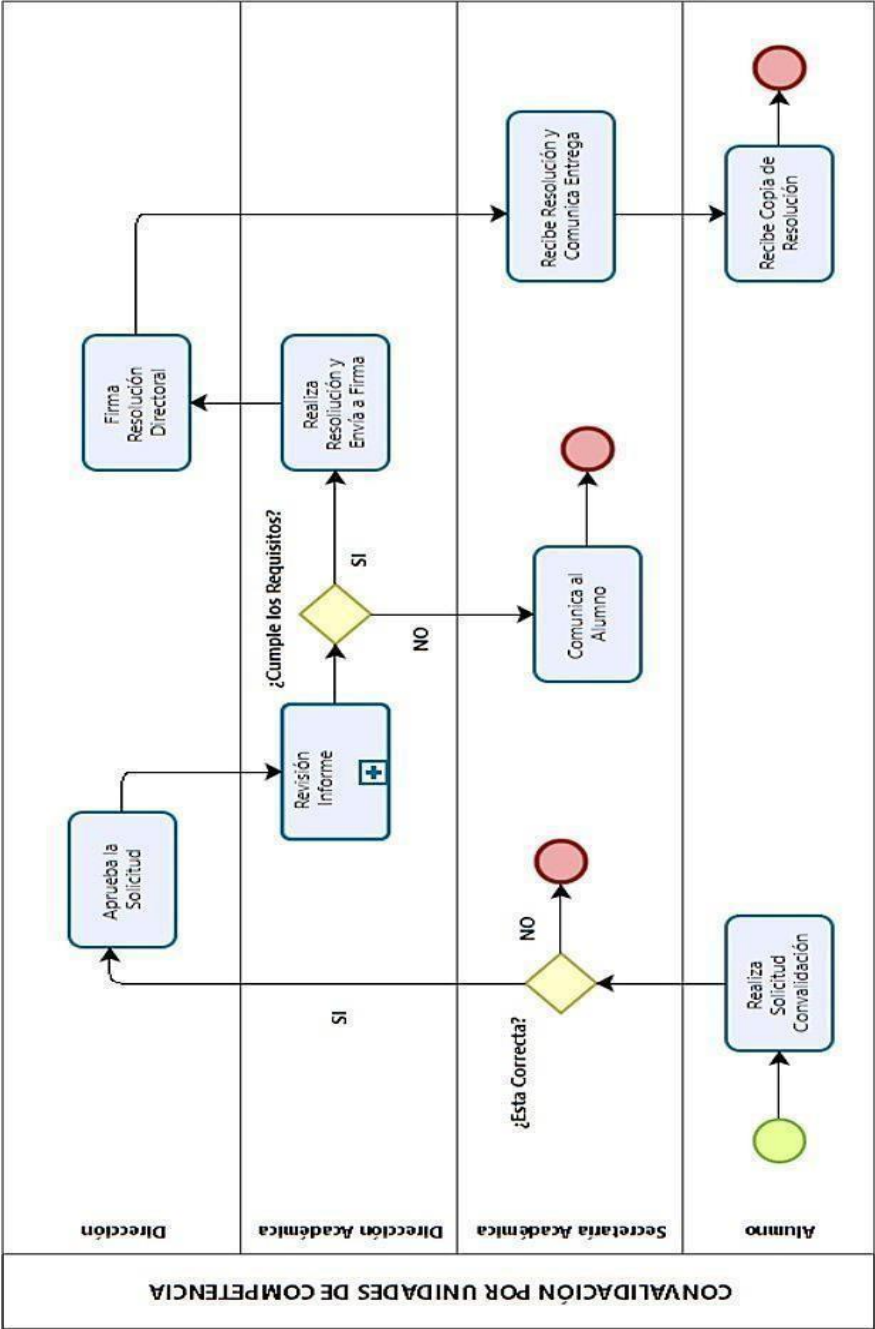 CONVALIDACIÓN POR UNIDADES DE COMPETENCIA
Dirección
Aprueba la
Solicitud
Firma
Resolución
Directoral
Dirección Académica
SI
Revisión
Informe
¿Cumple los Requisitos?
SI
NO
Realiza
Resoliución y
Envía a Firma
Secretaría Académica
¿Esta Correcta?
NO
Comunica al
Alumno
Recibe Resolución y
Comunica Entrega
Alumno
Realiza
Solicitud
Convalidación
Recibe Copia de
Resolución